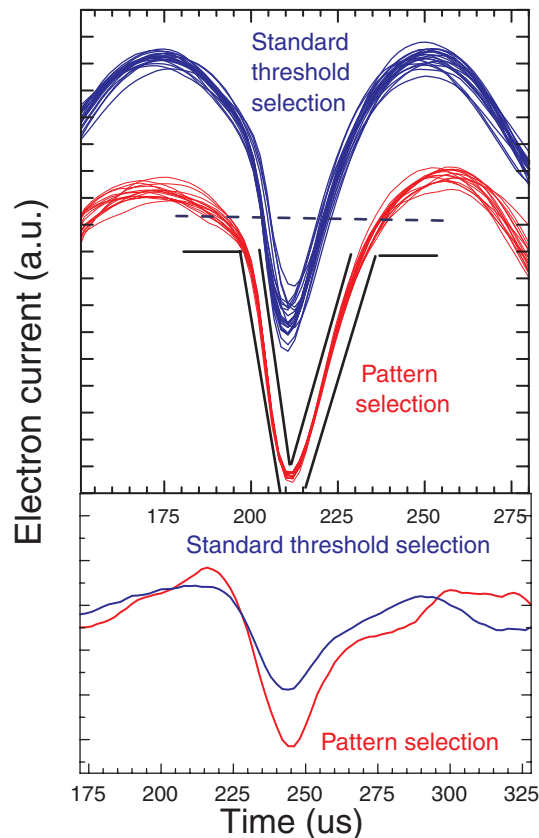 Standard
threshold
selection
Electron current (a.u.)
Pattern
selection
175 200 225 250 275
Standard threshold selection
Pattern selection
175 200 225 250 275 300 325
Time (us)